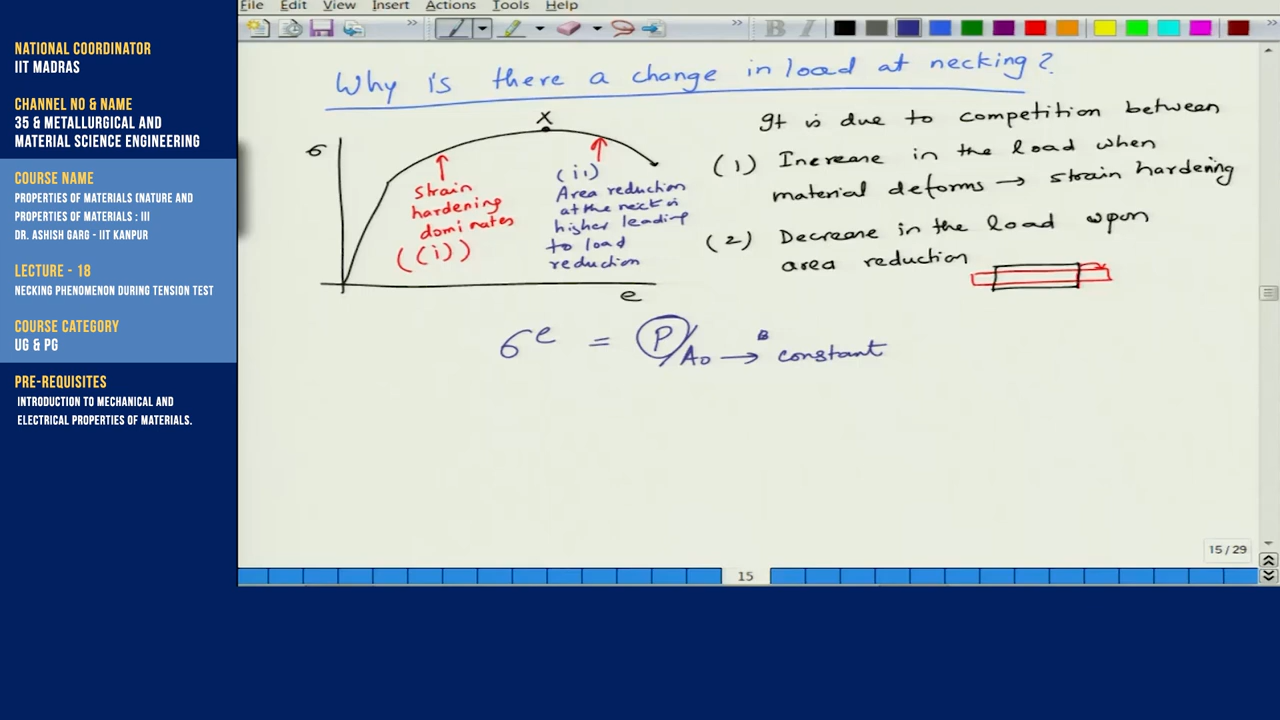 NATIONAL COORDINATOR
IIT MADRAS
CHANNEL NO & NAME
35 & METALLURGICAL AND
MATERIAL SCIENCE ENGINEERING
COURSE NAME
PROPERTIES OF MATERIALS (NATURE AND
PROPERTIES OF MATERIALS : III
DR. ASHISH GARG - IIT KANPUR
LECTURE - 18
NECKING PHENOMENON DURING TENSION TEST
COURSE CATEGORY
UG & PG
PRE-REQUISITES
INTRODUCTION TO MECHANICAL AND
ELECTRICAL PROPERTIES OF MATERIALS.
File Edit View Insert Actions Tools Help
B I
Why is there a change in load at necking?
σ
X
Strain
hardening
dominates
((i))
(ii)
Area reduction
at the neck is
higher leading
to load
reduction
e
It is due to competition between
(1) Increase in the load when
material deforms → strain hardening
(2) Decrease in the load upon
area reduction
σe = P/A0 → constant
15 / 29
15